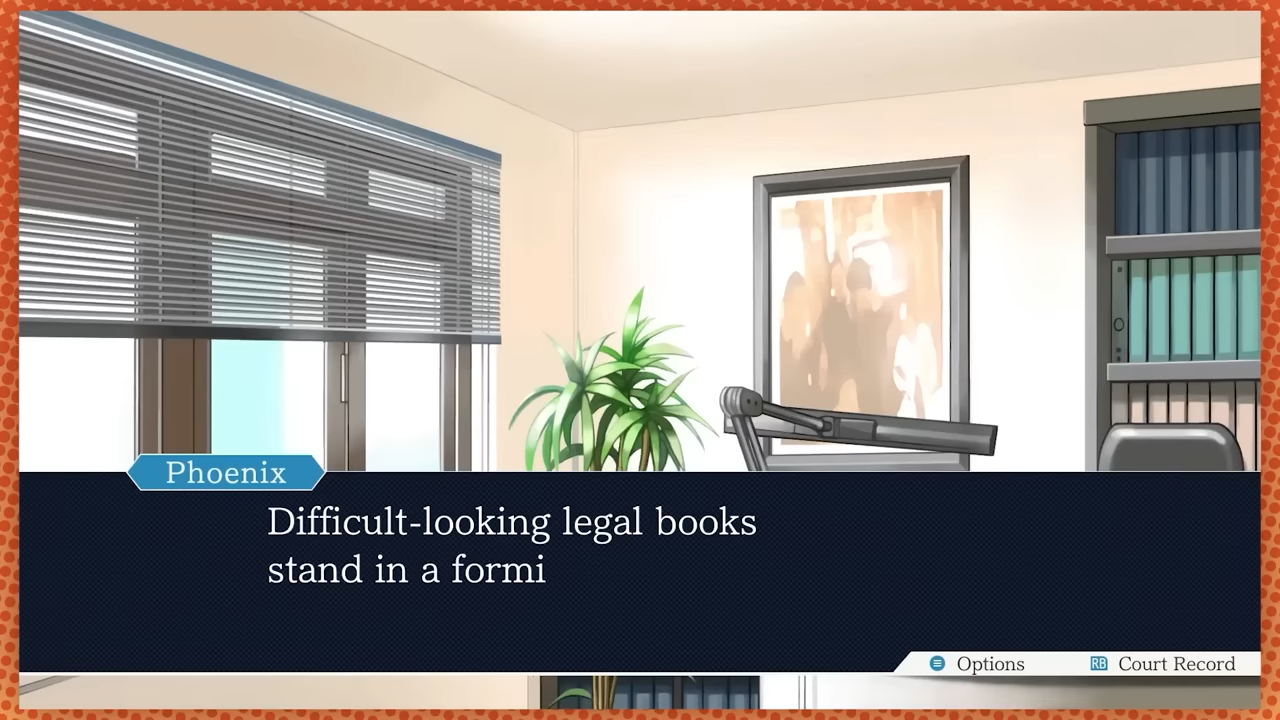 Phoenix
Difficult-looking legal books
stand in a formi
Options
RB Court Record